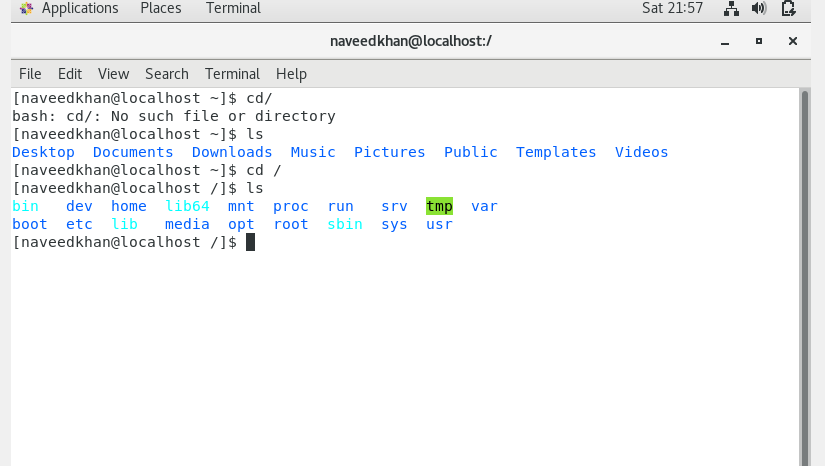 Applications Places Terminal Sat 21:57
naveedkhan@localhost:/
File Edit View Search Terminal Help
[naveedkhan@localhost ~]$ cd/
bash: cd/: No such file or directory
[naveedkhan@localhost ~]$ ls
Desktop  Documents  Downloads  Music  Pictures  Public  Templates  Videos
[naveedkhan@localhost ~]$ cd /
[naveedkhan@localhost /]$ ls
bin   dev  home  lib64  mnt  proc  run   srv  tmp  var
boot  etc  lib   media  opt  root  sbin  sys  usr
[naveedkhan@localhost /]$